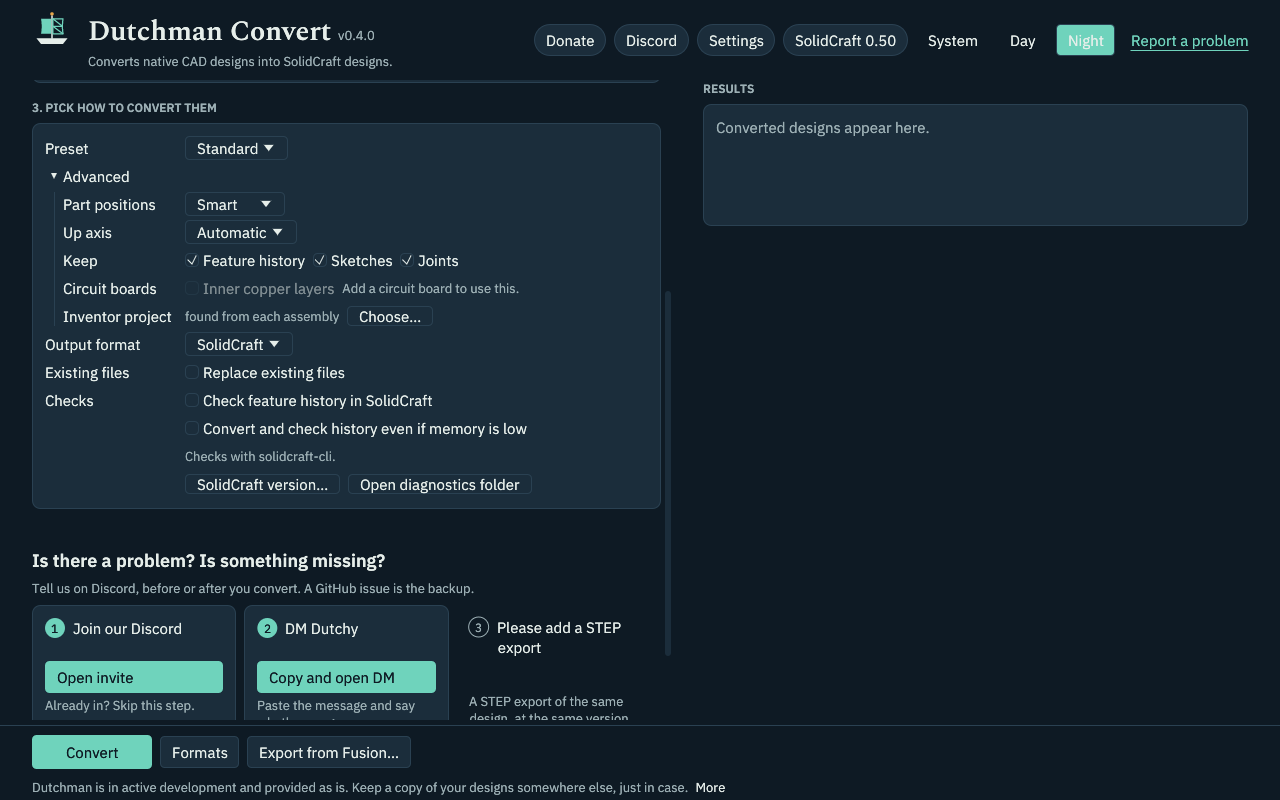 Dutchman Convert v0.4.0
Converts native CAD designs into SolidCraft designs.
Donate
Discord
Settings
SolidCraft 0.50
System
Day
Night
Report a problem
3. PICK HOW TO CONVERT THEM
Preset
Standard
Advanced
Part positions
Smart
Up axis
Automatic
Keep
Feature history
Sketches
Joints
Circuit boards
Inner copper layers
Add a circuit board to use this.
Inventor project
found from each assembly
Choose...
Output format
SolidCraft
Existing files
Replace existing files
Checks
Check feature history in SolidCraft
Convert and check history even if memory is low
Checks with solidcraft-cli.
SolidCraft version...
Open diagnostics folder
Is there a problem? Is something missing?
Tell us on Discord, before or after you convert. A GitHub issue is the backup.
1 Join our Discord
Open invite
Already in? Skip this step.
2 DM Dutchy
Copy and open DM
Paste the message and say
3 Please add a STEP
export
A STEP export of the same
design, at the same version
RESULTS
Converted designs appear here.
Convert
Formats
Export from Fusion...
Dutchman is in active development and provided as is. Keep a copy of your designs somewhere else, just in case. More